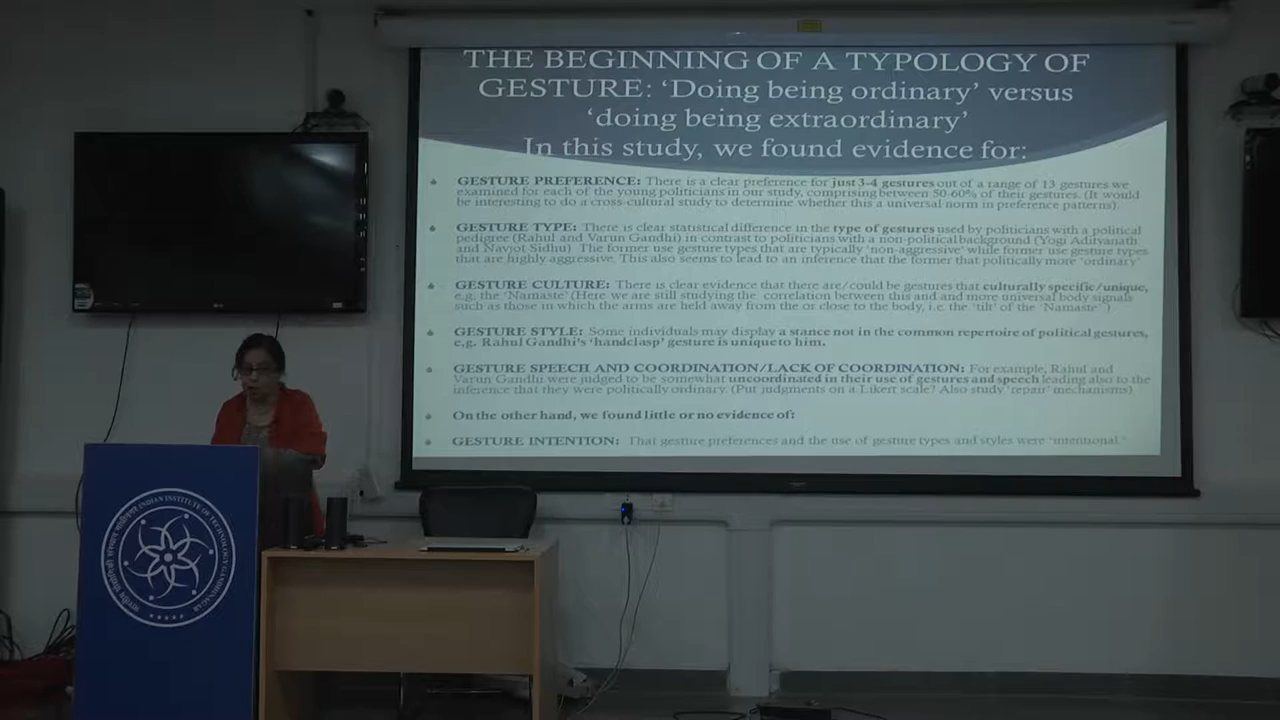 THE BEGINNING OF A TYPOLOGY OF
GESTURE: ‘Doing being ordinary’ versus
‘doing being extraordinary’
In this study, we found evidence for:
GESTURE PREFERENCE: There is a clear preference for just 3-4 gestures out of a range of 13 gestures we
examined for each of the young politicians in our study, comprising between 50-60% of their gestures. (It would
be interesting to do a cross-cultural study to determine whether this a universal norm in preference patterns).
GESTURE TYPE: There is clear statistical difference in the type of gestures used by politicians with a political
pedigree (Rahul and Varun Gandhi) in contrast to politicians with a non-political background (Yogi Adityanath
and Navjot Sidhu) The former use gesture types that are typically ‘non-aggressive’ while former use gesture types
that are highly aggressive. This also seems to lead to an inference that the former that politically more ‘ordinary’
GESTURE CULTURE: There is clear evidence that there are/could be gestures that culturally specific/unique,
e.g. the ‘Namaste’ (Here we are still studying the correlation between this and and more universal body signals
such as those in which the arms are held away from the or close to the body, i.e. the ‘tilt’ of the ‘Namaste’ )
GESTURE STYLE: Some individuals may display a stance not in the common repertoire of political gestures,
e.g. Rahul Gandhi's ‘handclasp’ gesture is unique to him.
GESTURE SPEECH AND COORDINATION/LACK OF COORDINATION: For example, Rahul and
Varun Gandhi were judged to be somewhat uncoordinated in their use of gestures and speech leading also to the
inference that they were politically ordinary. (Put judgments on a Likert scale? Also study ‘repair’ mechanisms)
On the other hand, we found little or no evidence of:
GESTURE INTENTION: That gesture preferences and the use of gesture types and styles were ‘intentional.’
INDIAN INSTITUTE OF TECHNOLOGY GANDHINAGAR
भारतीय प्रौद्योगिकी संस्थान गांधीनगर